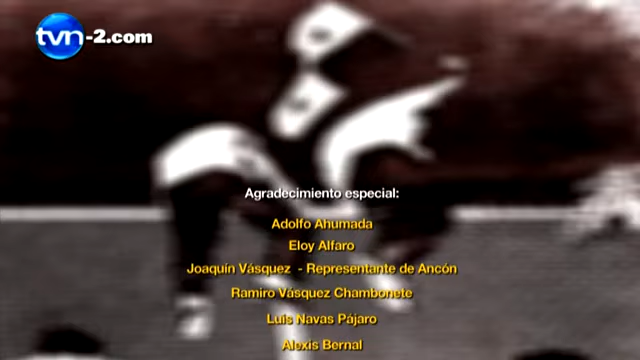 tvn-2.com
Agradecimiento especial:
Adolfo Ahumada
Eloy Alfaro
Joaquín Vásquez - Representante de Ancón
Ramiro Vásquez Chambonete
Luis Navas Pájaro
Alexis Bernal